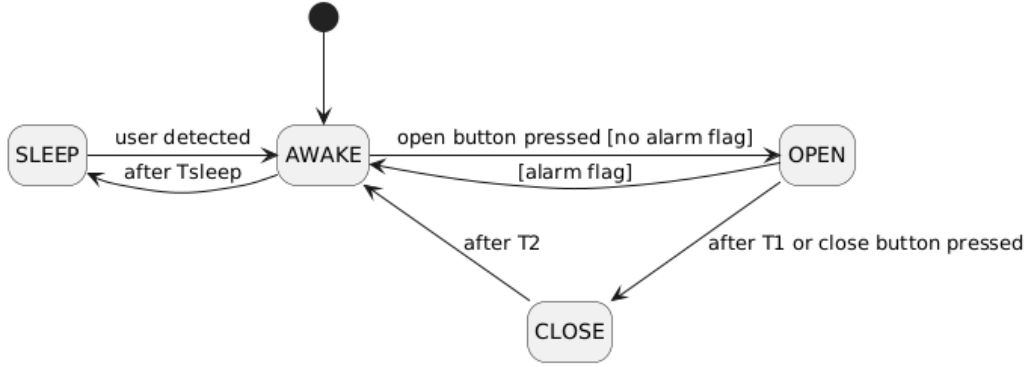 user detected
open button pressed [no alarm flag]
SLEEP
AWAKE
OPEN
after Tsleep
[alarm flag]
after T2
after T1 or close button pressed
CLOSE